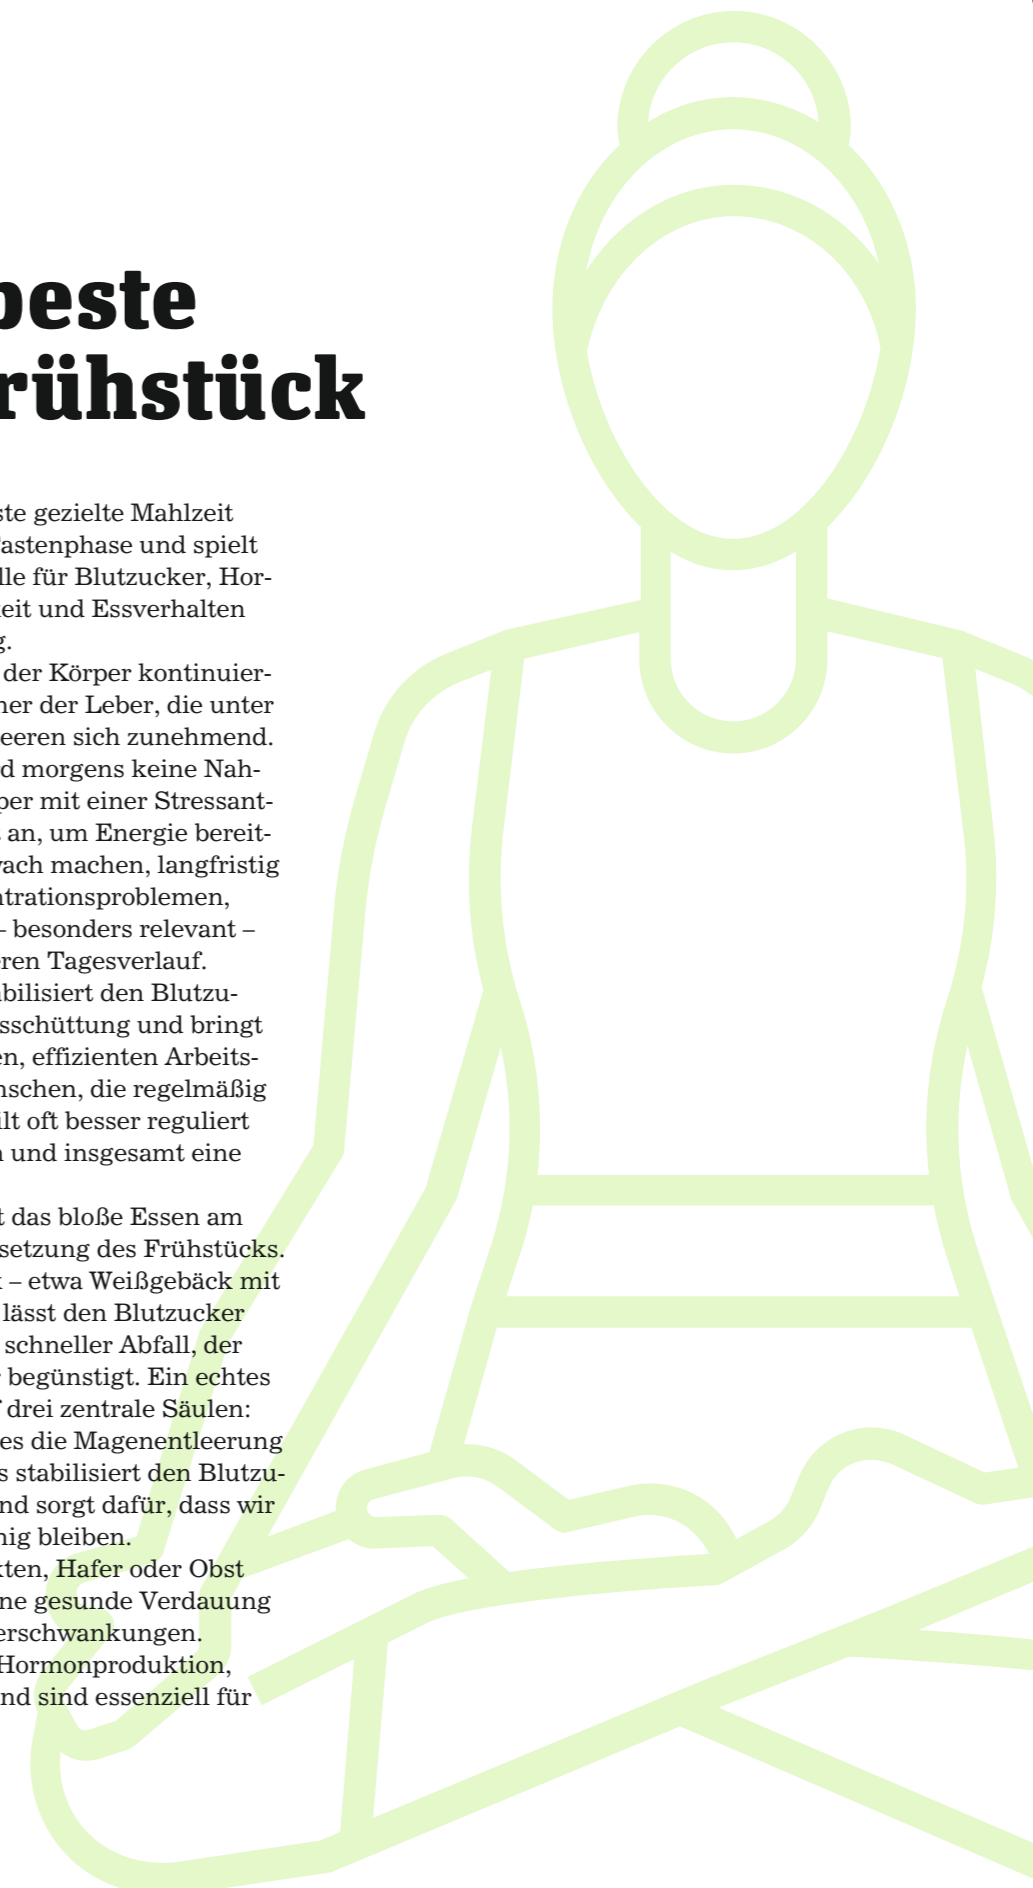 beste
rühstück
ste gezielte Mahlzeit
astenphase und spielt
lle für Blutzucker, Hor-
eit und Essverhalten
g.
der Körper kontinuier-
her der Leber, die unter
eeren sich zunehmend.
d morgens keine Nah-
per mit einer Stressant-
an, um Energie bereit-
vach machen, langfristig
ntrationsproblemen,
– besonders relevant –
ren Tagesverlauf.
bilisiert den Blutzu-
sschüttung und bringt
en, effizienten Arbeits-
nschen, die regelmäßig
ilt oft besser reguliert
n und insgesamt eine
t das bloße Essen am
setzung des Frühstücks.
k – etwa Weißgebäck mit
lässt den Blutzucker
schneller Abfall, der
r begünstigt. Ein echtes
f drei zentrale Säulen:
es die Magenentleerung
s stabilisiert den Blutzu-
nd sorgt dafür, dass wir
nig bleiben.
kten, Hafer oder Obst
ne gesunde Verdauung
erschwankungen.
Hormonproduktion,
nd sind essenziell für